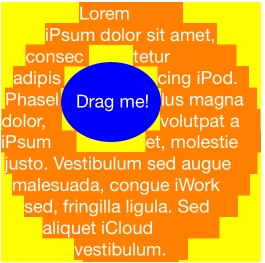 Lorem
iPsum dolor sit amet,
consec tetur
adipis cing iPod.
Phasel lus magna
dolor, volutpat a
iPsum et, molestie
justo. Vestibulum sed augue
malesuada, congue iWork
sed, fringilla ligula. Sed
aliquet iCloud
vestibulum.
Drag me!